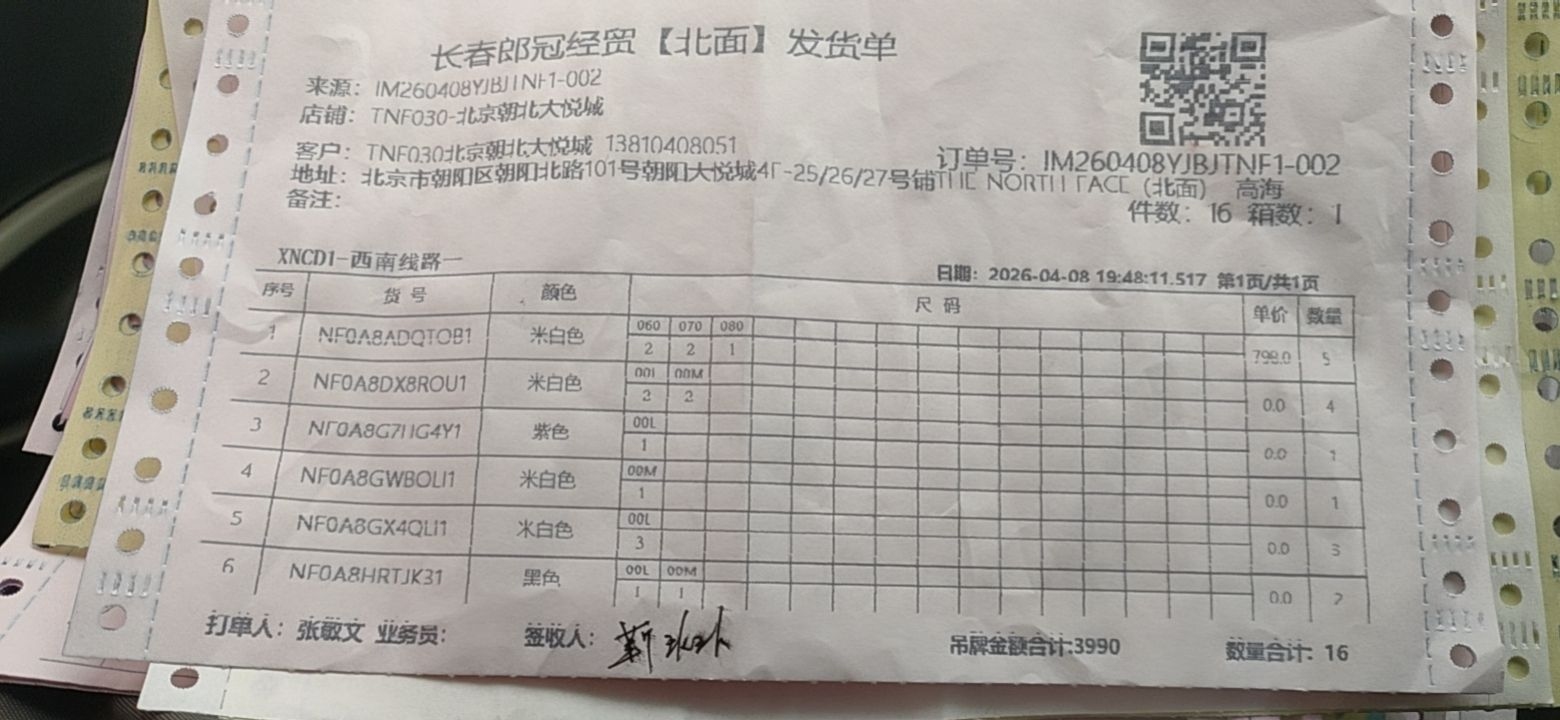 长春郎冠经贸【北面】发货单
来源： IM260408YJBJTNF1-002
店铺： TNF030-北京朝北大悦城
客户： TNF030北京朝北大悦城 13810408051
订单号： IM260408YJBJTNF1-002
地址： 北京市朝阳区朝阳北路101号朝阳大悦城4F-25/26/27号铺THE NORTH FACE（北面） 高海
备注：
件数： 16 箱数： 1
XNCD1-西南线路一
日期： 2026-04-08 19:48:11.517 第1页/共1页
序号 货号 颜色 尺码 单价 数量
060 070 080
1 NF0A8ADQTOB1 米白色 2 2 1 798.0 5
00L 00M
2 NF0A8DX8ROU1 米白色 2 2 0.0 4
00L
3 NF0A8G7HG4Y1 紫色 1 0.0 1
00M
4 NF0A8GWBOLI1 米白色 1 0.0 1
00L
5 NF0A8GX4QLI1 米白色 3 0.0 3
00L 00M
6 NF0A8HRTJK31 黑色 1 1 0.0 2
打单人： 张敏文 业务员： 签收人： 吊牌金额合计:3990 数量合计: 16